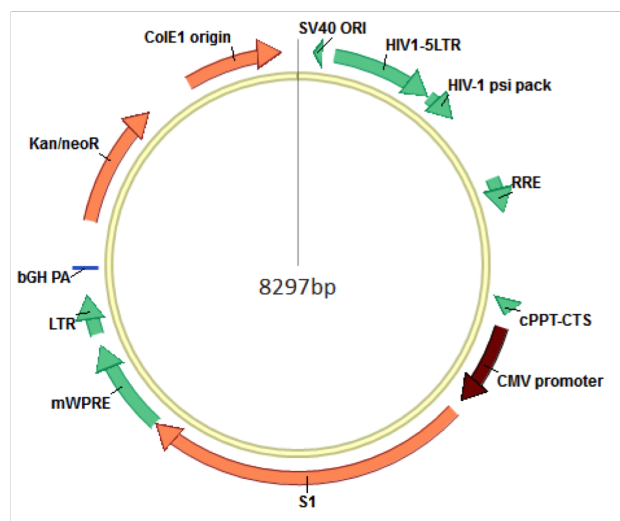 SV40 ORI
ColE1 origin
HIV1-5LTR
HIV-1 psi pack
Kan/neoR
RRE
bGH PA
8297bp
LTR
cPPT-CTS
CMV promoter
mWPRE
S1